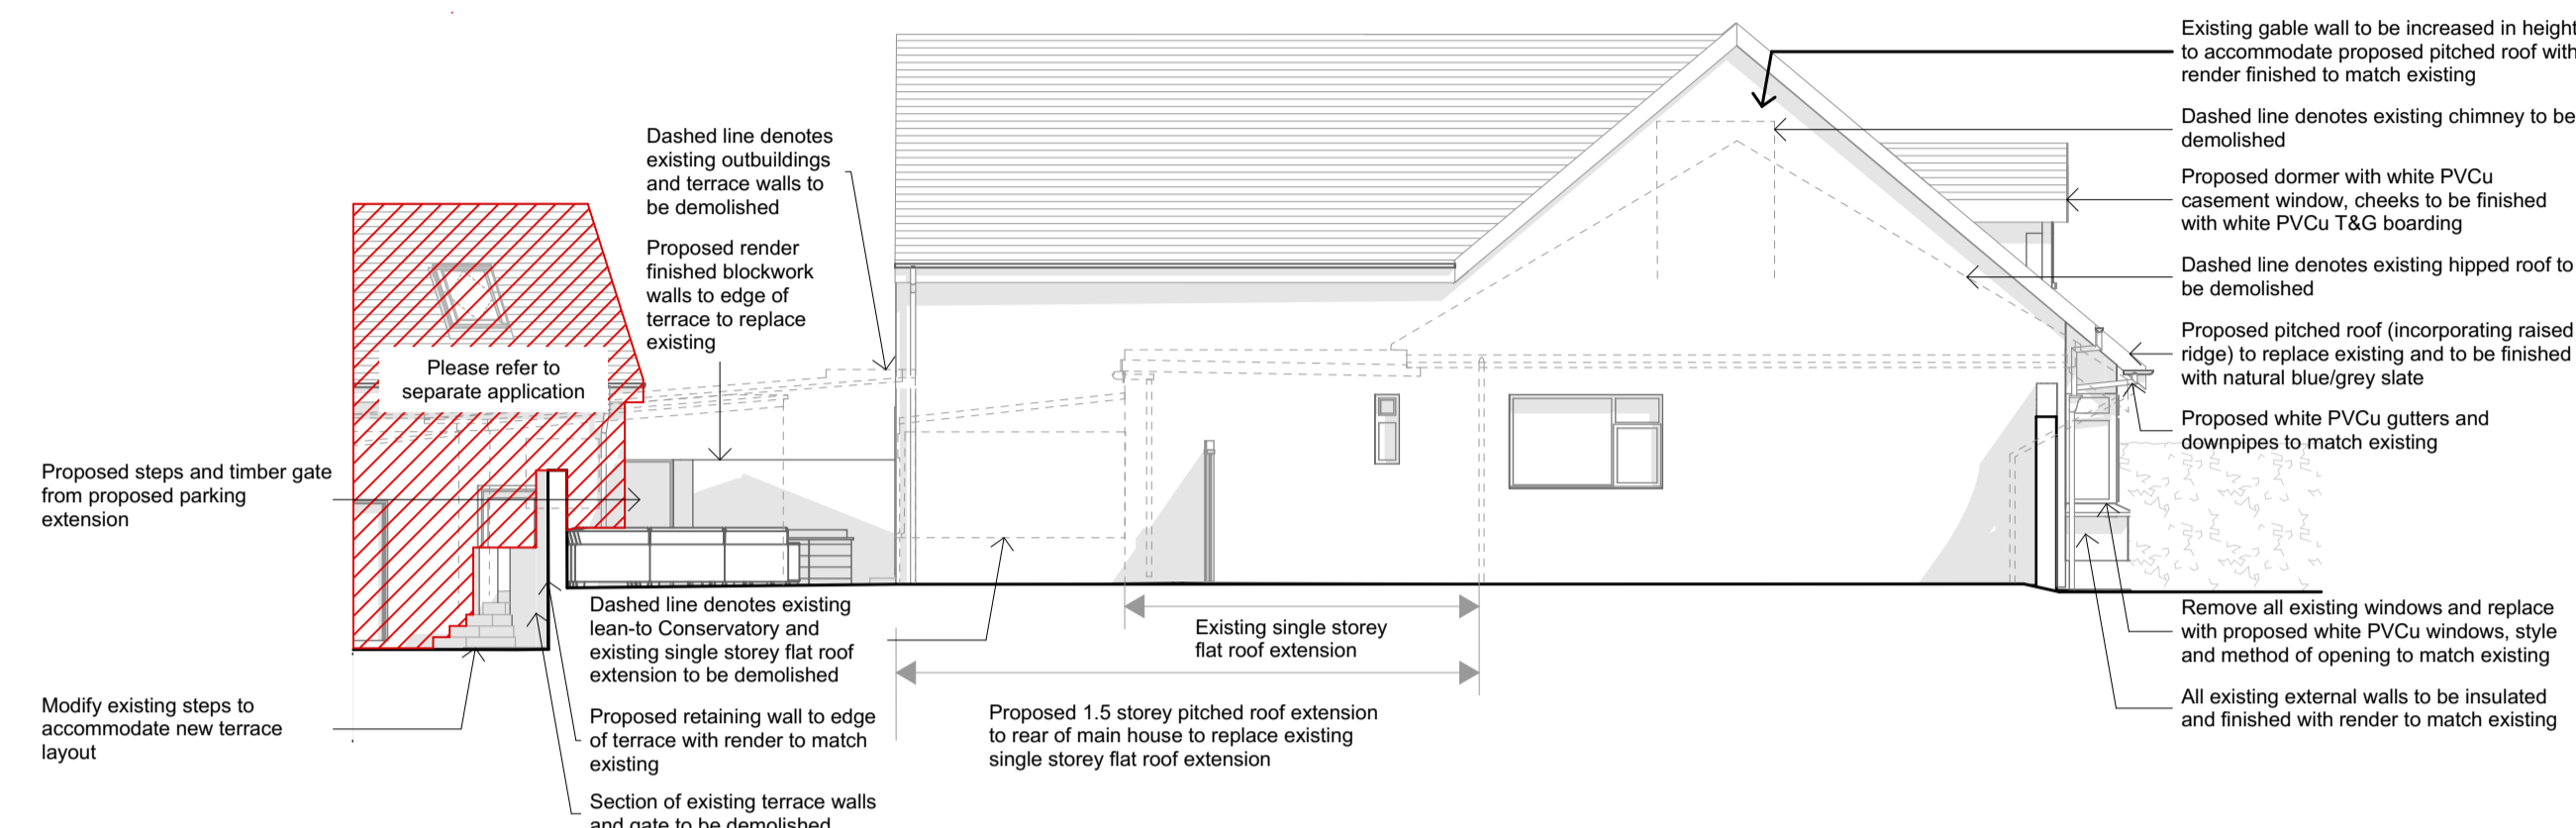 Existing gable wall to be increased in height
to accommodate proposed pitched roof with
render finished to match existing
Dashed line denotes existing chimney to be
demolished
Proposed dormer with white PVCu
casement window, cheeks to be finished
with white PVCu T&G boarding
Dashed line denotes existing hipped roof to
be demolished
Proposed pitched roof (incorporating raised
ridge) to replace existing and to be finished
with natural blue/grey slate
Proposed white PVCu gutters and
downpipes to match existing
Dashed line denotes
existing outbuildings
and terrace walls to
be demolished
Proposed render
finished blockwork
walls to edge of
terrace to replace
existing
Please refer to
separate application
Proposed steps and timber gate
from proposed parking
extension
Modify existing steps to
accommodate new terrace
layout
Dashed line denotes existing
lean-to Conservatory and
existing single storey flat roof
extension to be demolished
Proposed retaining wall to edge
of terrace with render to match
existing
Section of existing terrace walls
and gate to be demolished
Existing single storey
flat roof extension
Proposed 1.5 storey pitched roof extension
to rear of main house to replace existing
single storey flat roof extension
Remove all existing windows and replace
with proposed white PVCu windows, style
and method of opening to match existing
All existing external walls to be insulated
and finished with render to match existing